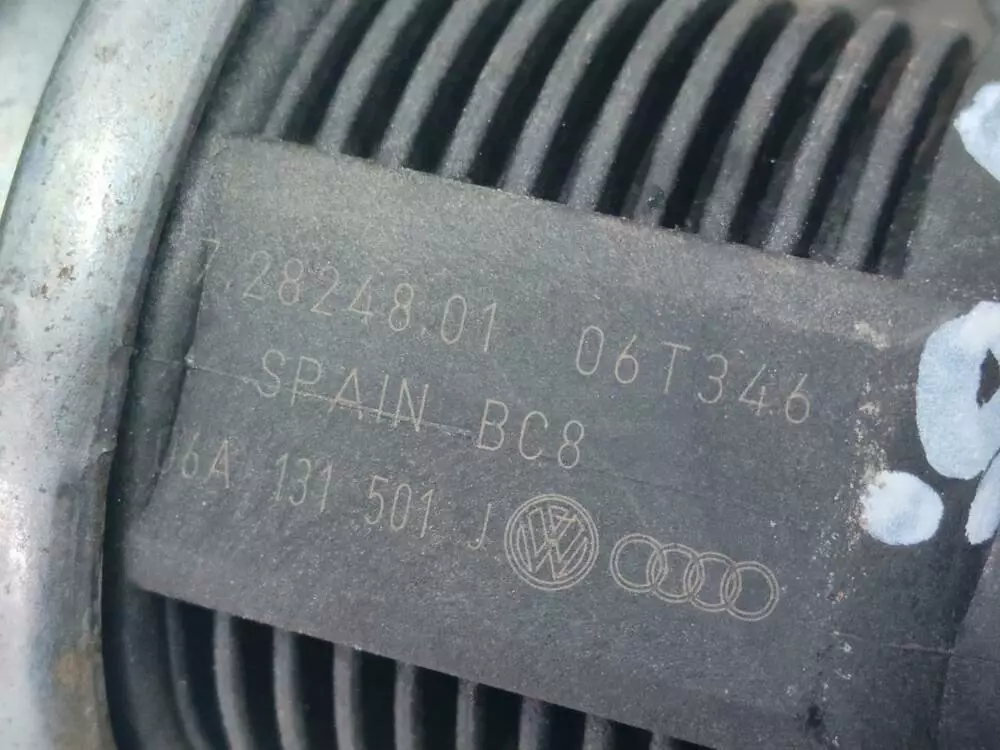 7.28248.01 06T346
SPAIN BC8
06A 131 501 J